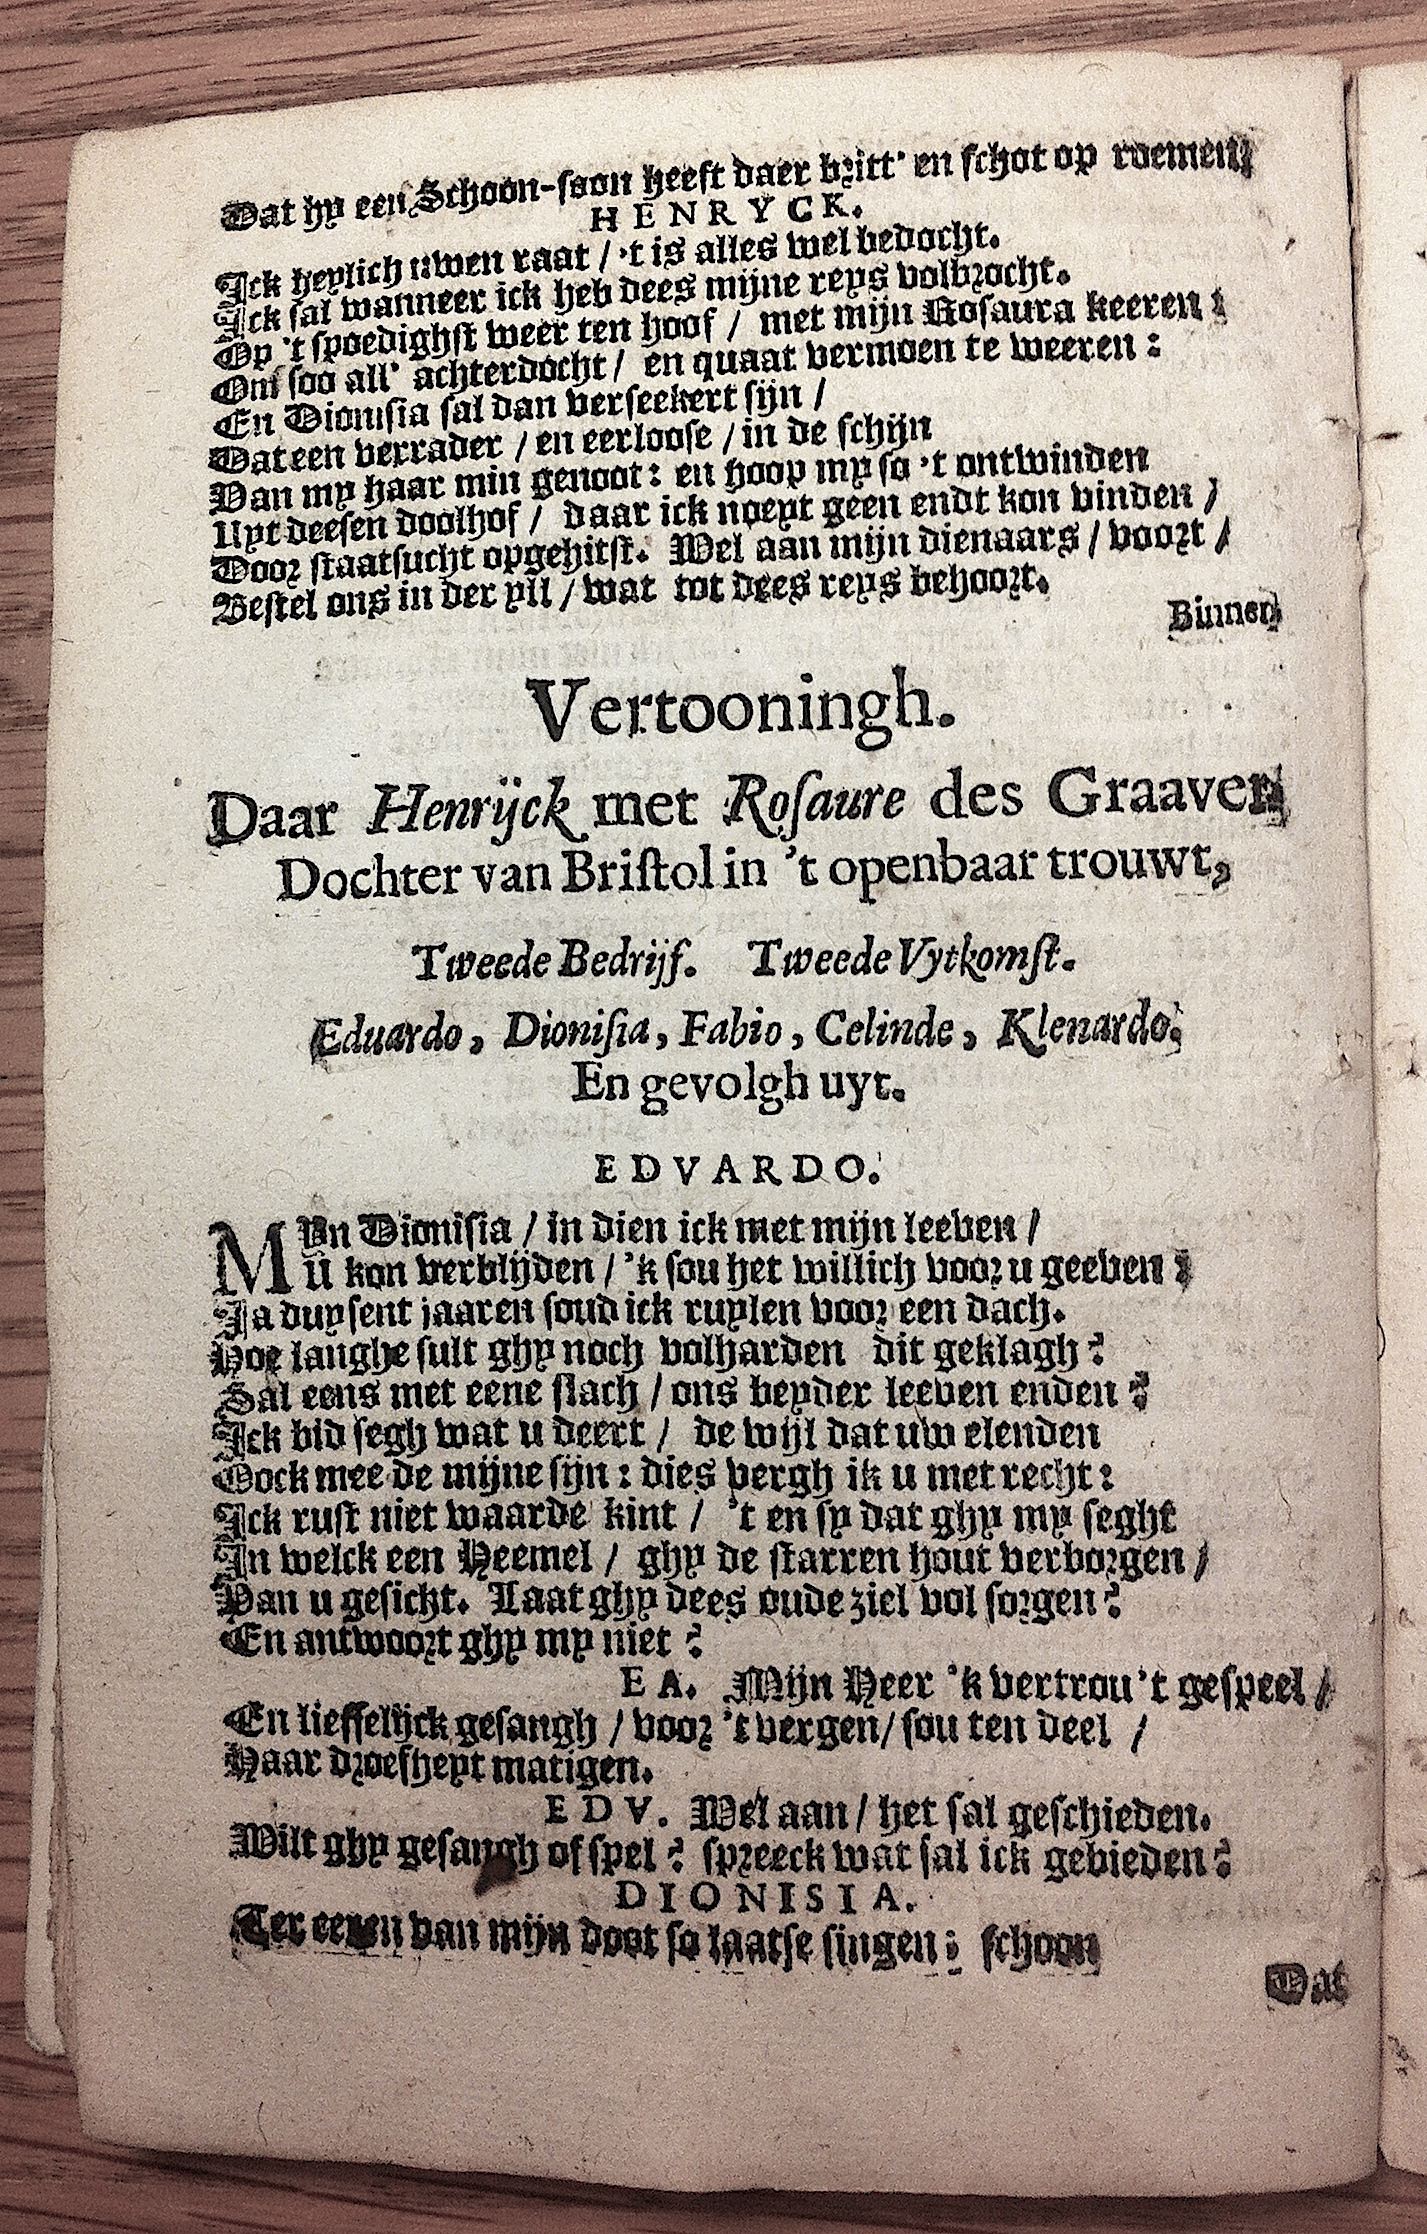 Dat hy een Schoon-soon heeft daer britt' en schot op roemen;
HENRYCK.
Ick heylich uwen raat / 't is alles wel bedocht.
Ick sal wanneer ick heb dees mijne reys volbrocht.
Op 't spoedighst weer ten hoof / met mijn Rosaura keeren:
Om soo all' achterdocht / en quaat vermoen te weeren:
En Dionisia sal dan verseekert sijn /
Dat een verrader / en eerloose / in de schijn
Van my haar min genoot: en hoop my so 't ontwinden
Uyt deesen doolhof / daar ick noeyt geen endt kon vinden /
Door staatsucht opgehitst. Wel aan mijn dienaars / voort /
Bestel ons in der yll / wat tot dees reys behoort.
Binnen
Vertooningh.
Daar Henrijck met Rosaure des Graaven
Dochter van Bristol in 't openbaar trouwt,
Tweede Bedrijf. Tweede Vytkomst.
Eduardo, Dionisia, Fabio, Celinde, Klenardo.
En gevolgh uyt.
EDVARDO.
Myn Dionisia / in dien ick met mijn leeven /
U kon verblijden / 'k sou het willich voor u geeven:
Ja duysent jaaren soud ick ruylen voor een dach.
Hoe langhe sult ghy noch volharden dit geklagh?
Sal eens met eene slach / ons beyder leeven enden?
Ick bid segh wat u deert / de wijl dat uw elenden
Oock mee de mijne sijn: dies vergh ik u met recht:
Ick rust niet waarde kint / 't en sy dat ghy my seght
In welck een Heemel / ghy de starren hout verborgen /
Van u gesicht. Laat ghy dees oude ziel vol sorgen?
En antwoort ghy my niet?
EA. Mijn Heer 'k vertrou 't gespeel /
En lieffelijck gesangh / voor 't vergen / sou ten deel /
Haar droefheyt matigen.
EDV. Wel aan / het sal geschieden.
Wilt ghy gesangh of spel? spreeck wat sal ick gebieden?
DIONISIA.
Ter eeren van mijn doot so laatse singen: schoon
Dat